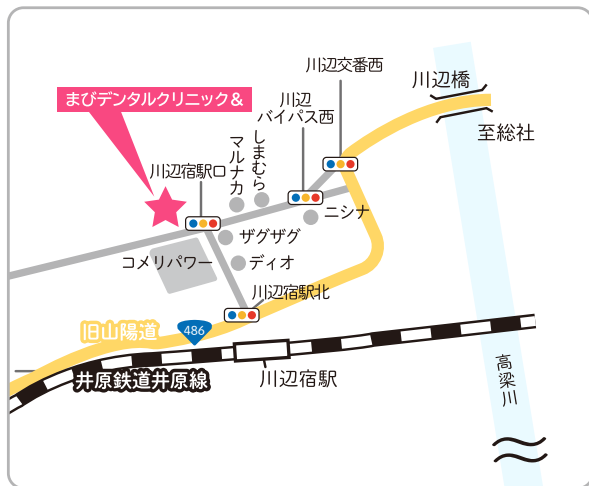 川辺交番西
川辺橋
まびデンタルクリニック&
川辺
バイパス西
至総社
しまむら
マルナカ
川辺宿駅口
ニシナ
ザグザグ
コメリパワー
ディオ
川辺宿駅北
旧山陽道
486
井原鉄道井原線
川辺宿駅
高梁川